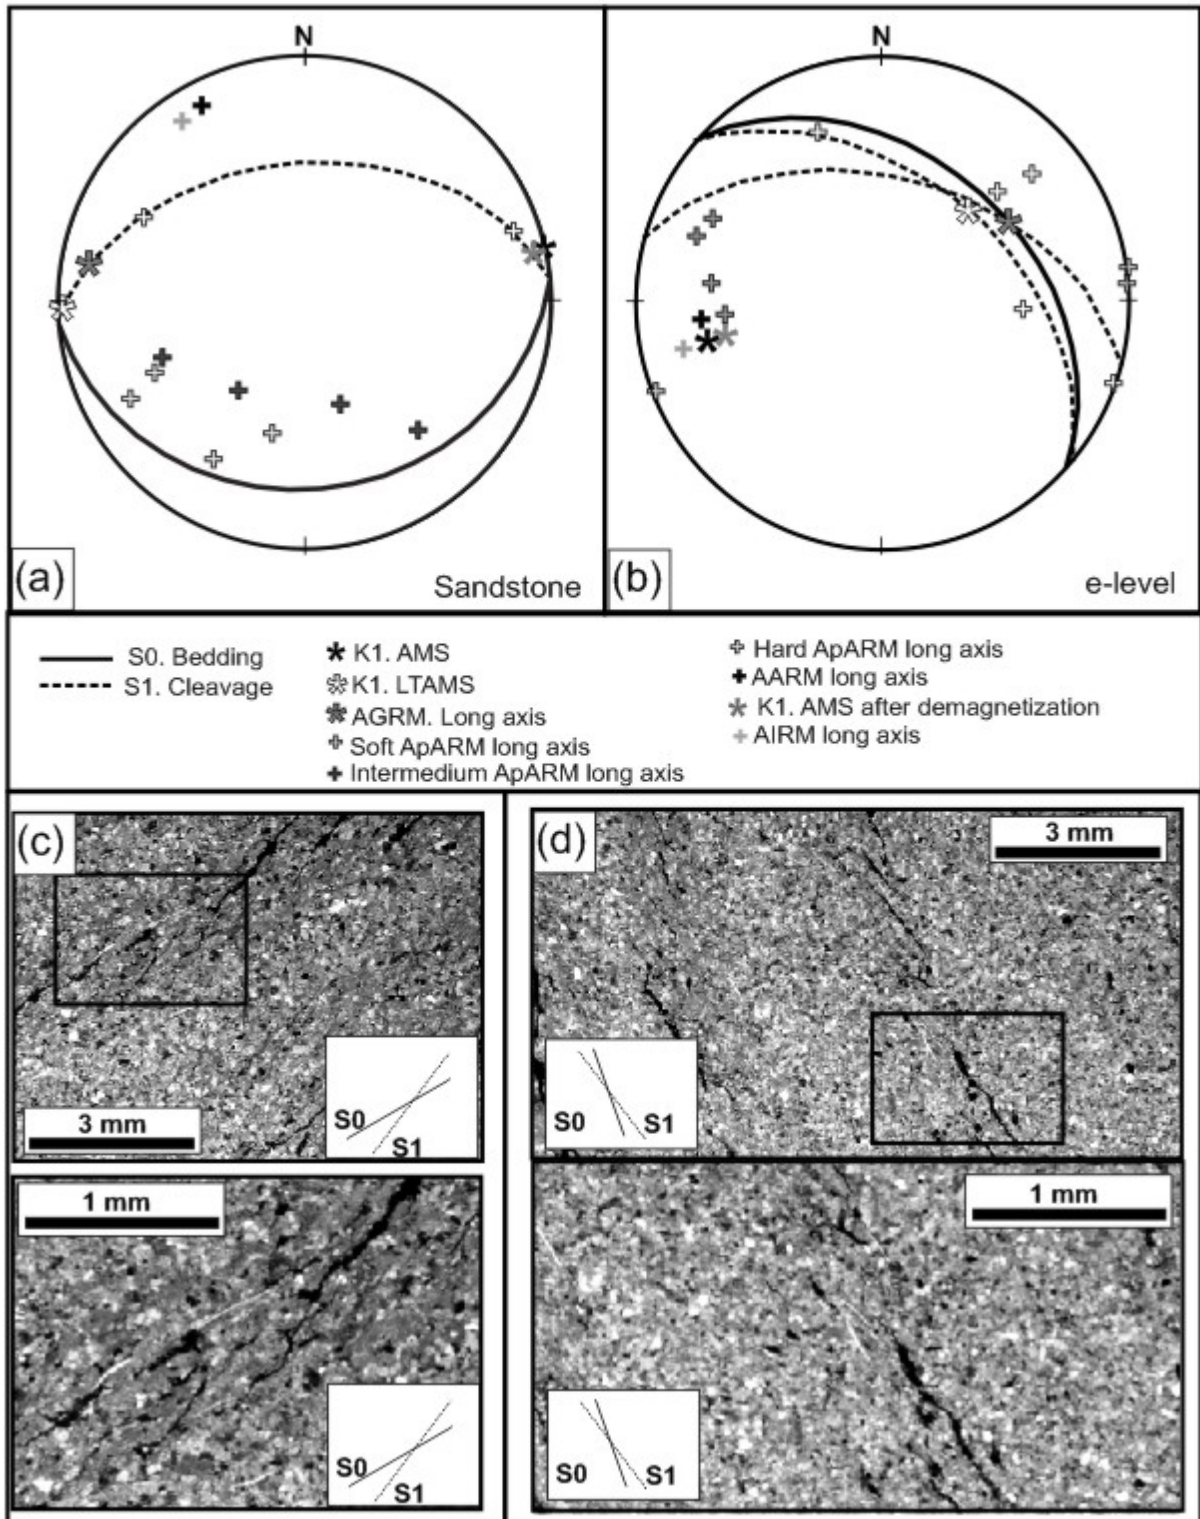 N
(a)
Sandstone
N
(b)
e-level
S0. Bedding
S1. Cleavage
K1. AMS
K1. LTAMS
AGRM. Long axis
Soft ApARM long axis
Intermedium ApARM long axis
Hard ApARM long axis
AARM long axis
K1. AMS after demagnetization
AIRM long axis
(c)
3 mm
S0
S1
1 mm
S0
S1
(d)
3 mm
S0 S1
1 mm
S0 S1